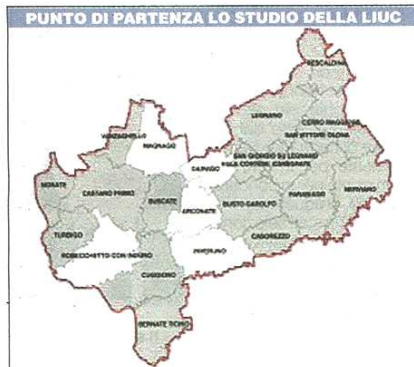 PUNTO DI PARTENZA LO STUDIO DELLA LIUC
RESCALDINA
LEGNANO
CERRO MAGGIORE
SAN VITTORE OLONA
VANZAGHELLO
MAGNAGO
DAIRAGO
SAN GIORGIO SU LEGNANO
VILLA CORTESE CANEGRATE
NOSATE
CASTANO PRIMO
BUSCATE
ARCONATE
BUSTO GAROLFO
PARABIAGO
NERVIANO
TURBIGO
ROBECCHETTO CON INDUNO
INVERUNO
CASOREZZO
CUGGIONO
BERNATE TICINO